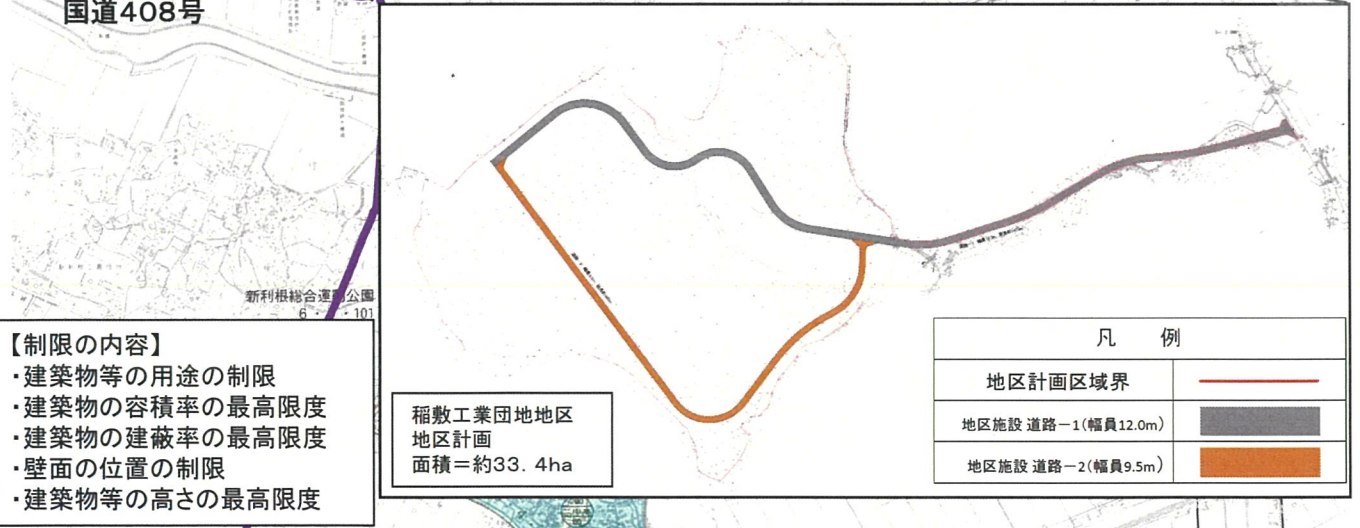 国道408号
新利根総合運動公園
6・ ・101
【制限の内容】
・建築物等の用途の制限
・建築物の容積率の最高限度
・建築物の建蔽率の最高限度
・壁面の位置の制限
・建築物等の高さの最高限度
稲敷工業団地地区
地区計画
面積＝約33.4ha
凡 例
地区計画区域界
地区施設 道路－1(幅員12.0m)
地区施設 道路－2(幅員9.5m)